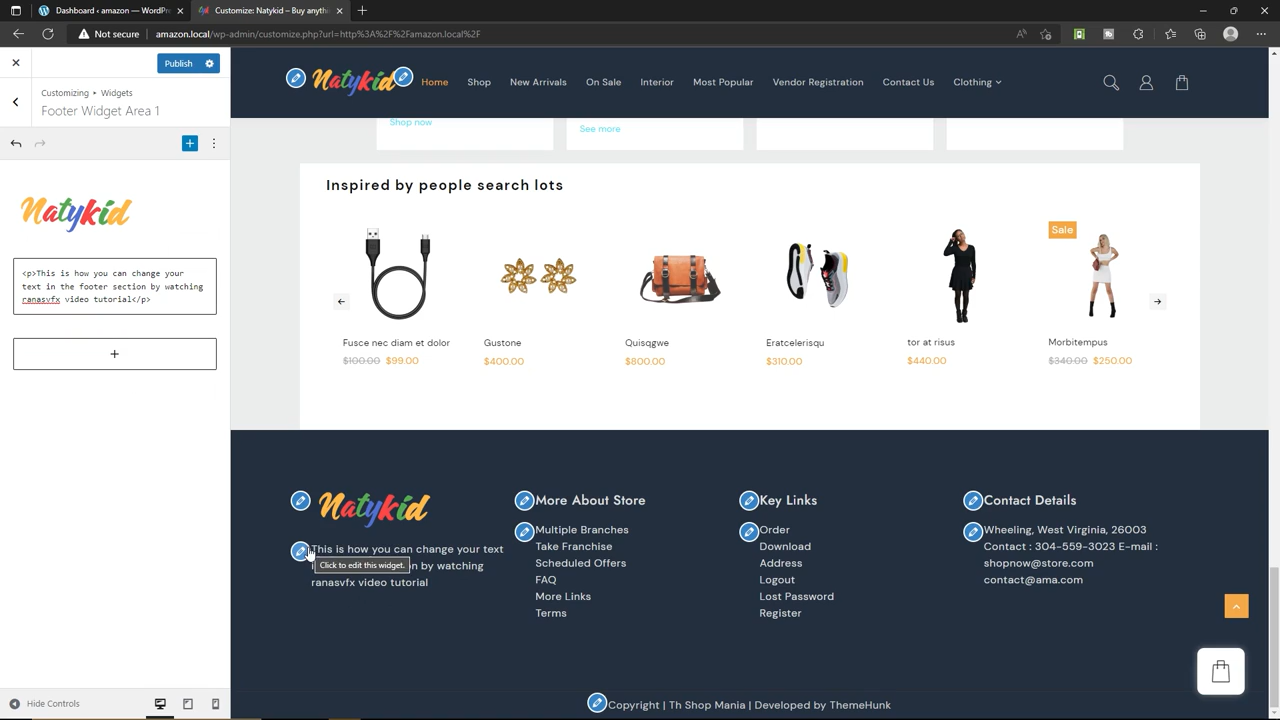 Dashboard ‹ amazon — WordPre
Customize: Natykid – Buy anythi
Not secure
amazon.local/wp-admin/customize.php?url=http%3A%2F%2Famazon.local%2F
Publish
Customizing ▸ Widgets
Footer Widget Area 1
Natykid
<p>This is how you can change your
text in the footer section by watching
ranasvfx video tutorial</p>
Hide Controls
Natykid
Home
Shop
New Arrivals
On Sale
Interior
Most Popular
Vendor Registration
Contact Us
Clothing
Shop now
See more
Inspired by people search lots
Sale
Fusce nec diam et dolor
$100.00 $99.00
Gustone
$400.00
Quisqgwe
$800.00
Eratcelerisqu
$310.00
tor at risus
$440.00
Morbitempus
$340.00 $250.00
Natykid
This is how you can change your text
n by watching
ranasvfx video tutorial
Click to edit this widget.
More About Store
Multiple Branches
Take Franchise
Scheduled Offers
FAQ
More Links
Terms
Key Links
Order
Download
Address
Logout
Lost Password
Register
Contact Details
Wheeling, West Virginia, 26003
Contact : 304-559-3023 E-mail :
shopnow@store.com
contact@ama.com
Copyright | Th Shop Mania | Developed by ThemeHunk